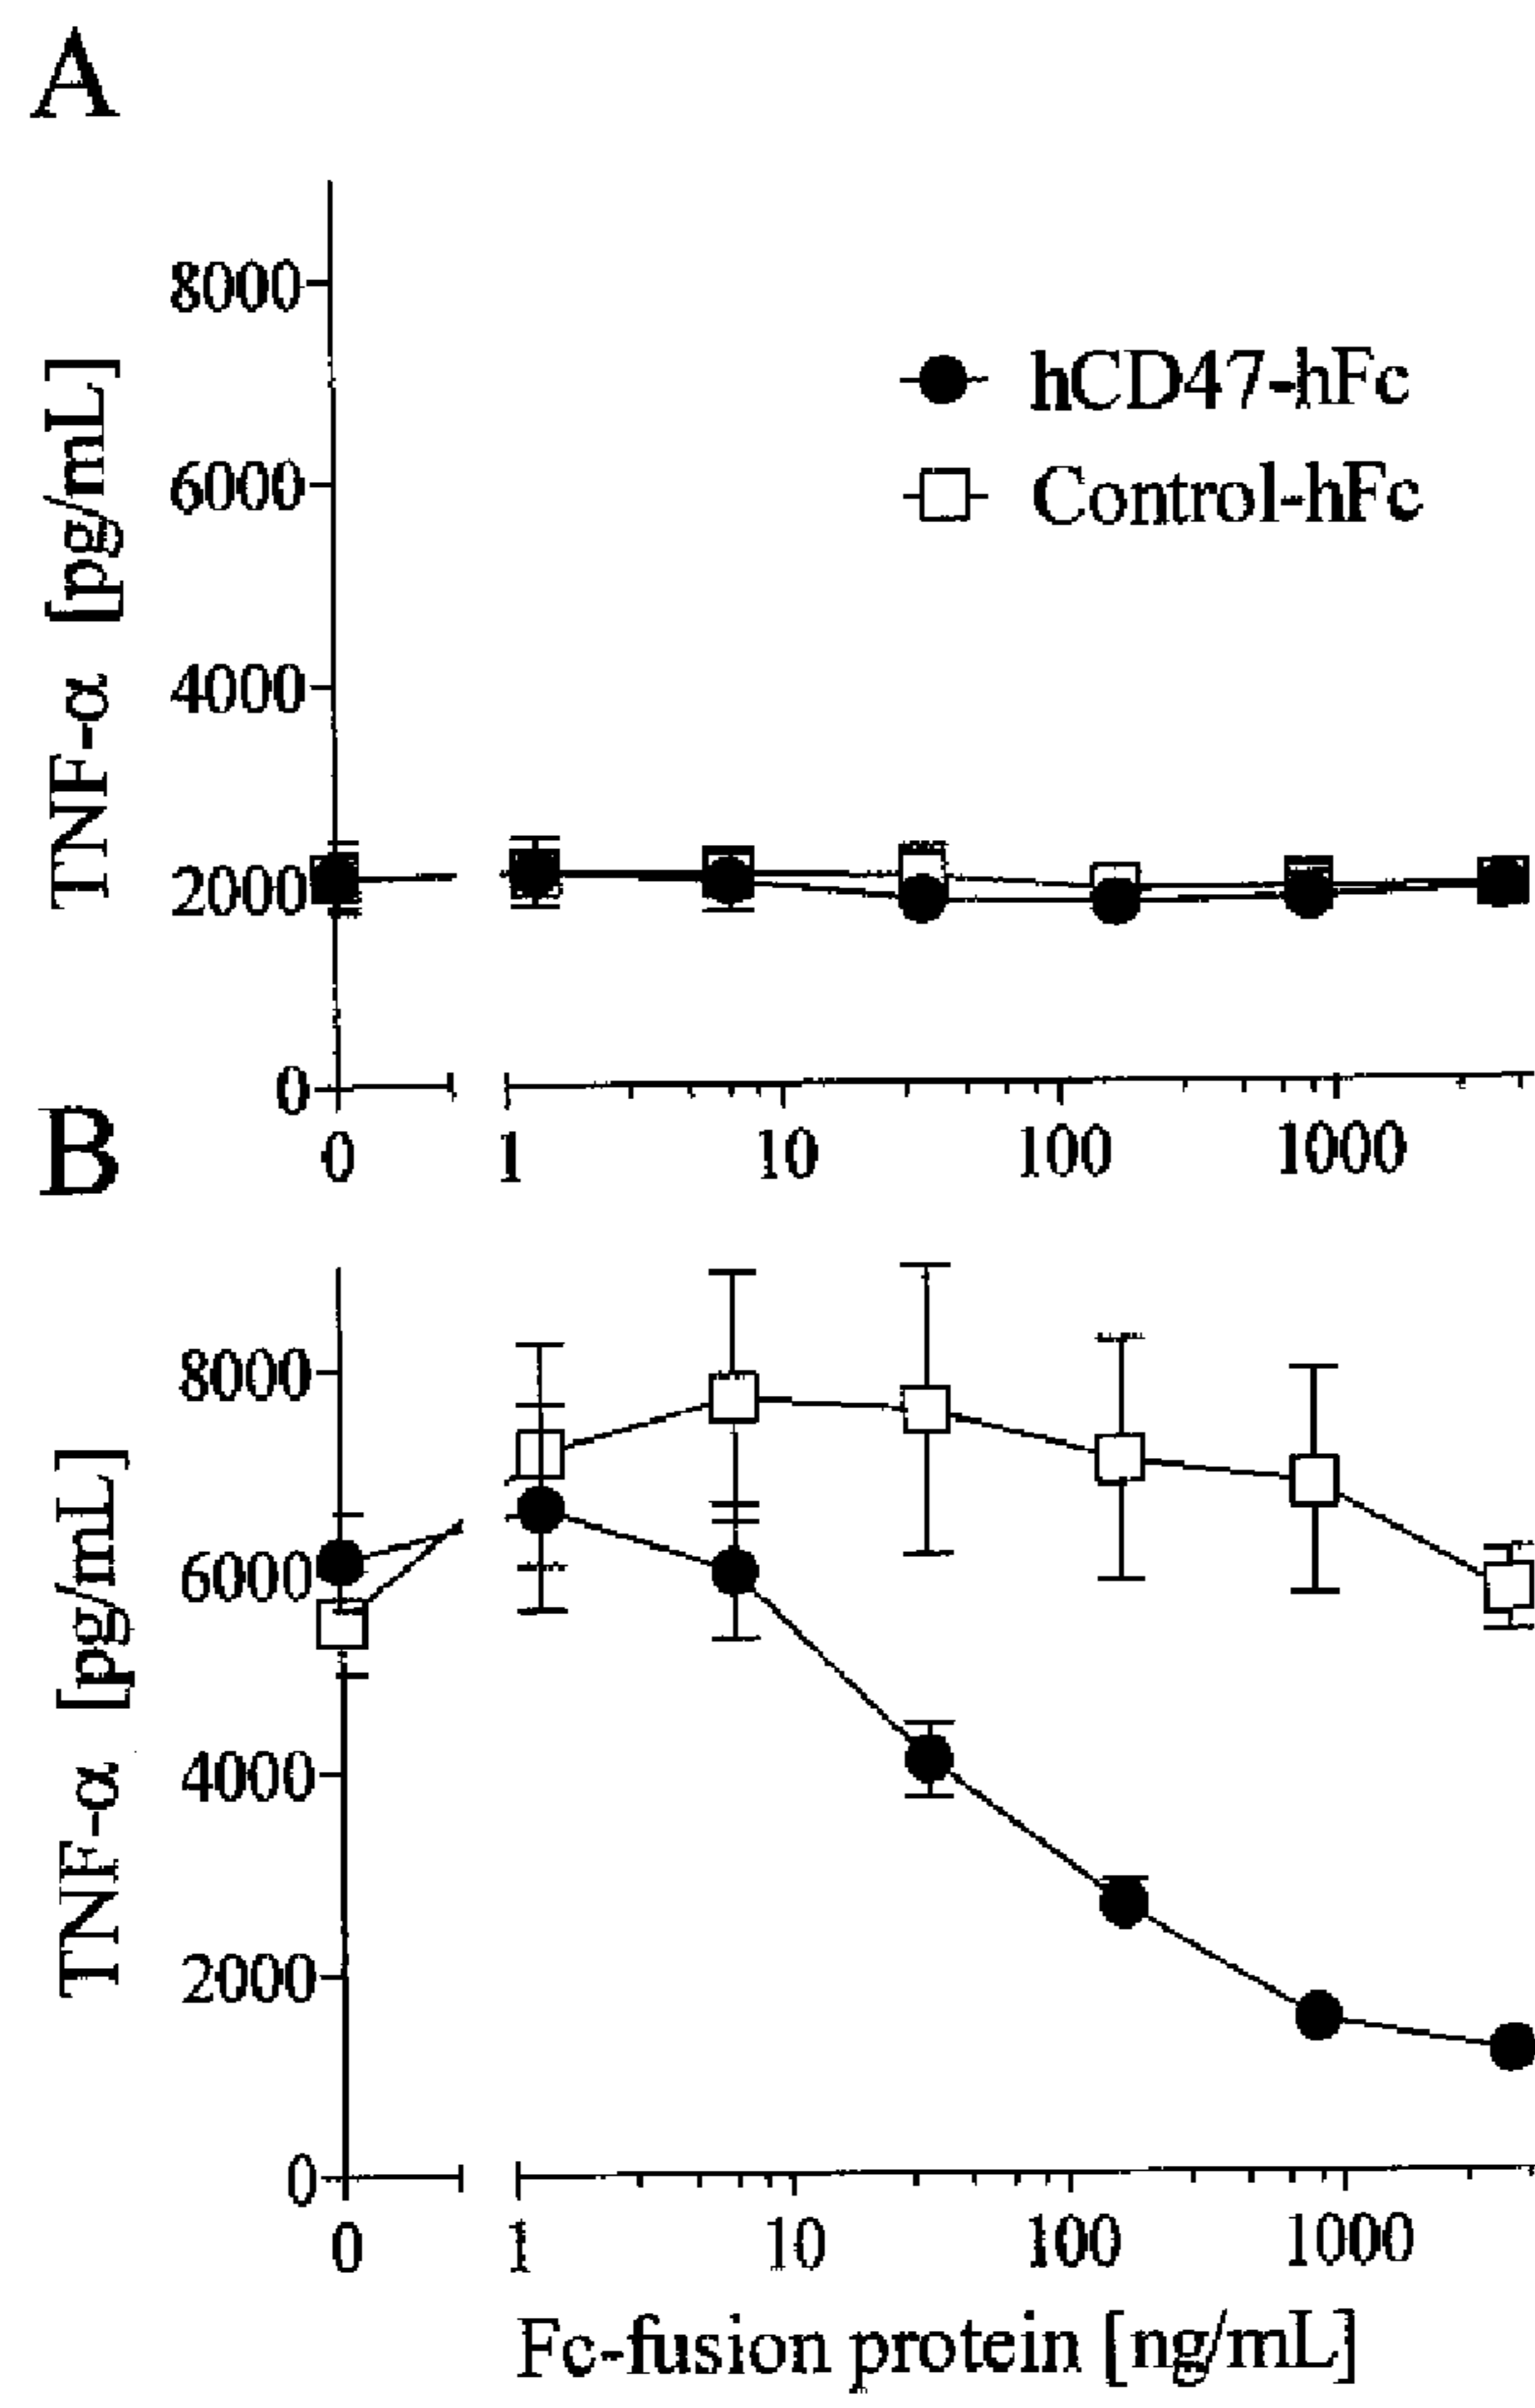 A
TNF-α [pg/mL]
8000
6000
4000
2000
0
hCD47-hFc
Control-hFc
0 1 10 100 1000
B
TNF-α [pg/mL]
8000
6000
4000
2000
0
0 1 10 100 1000
Fc-fusion protein [ng/mL]